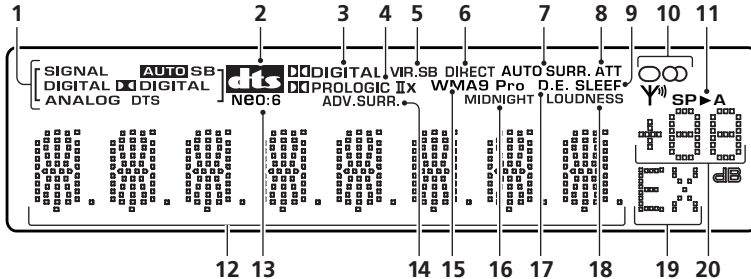 1 2 3 4 5 6 7 8 9 10 11
SIGNAL AUTO SB dts DIGITAL VIR.SB DIRECT AUTO SURR. ATT
DIGITAL DIGITAL PROLOGIC IIx WMA9 Pro D.E. SLEEP SP►A
ANALOG DTS Neo:6 ADV.SURR. MIDNIGHT LOUDNESS
dB
EX
12 13 14 15 16 17 18 19 20